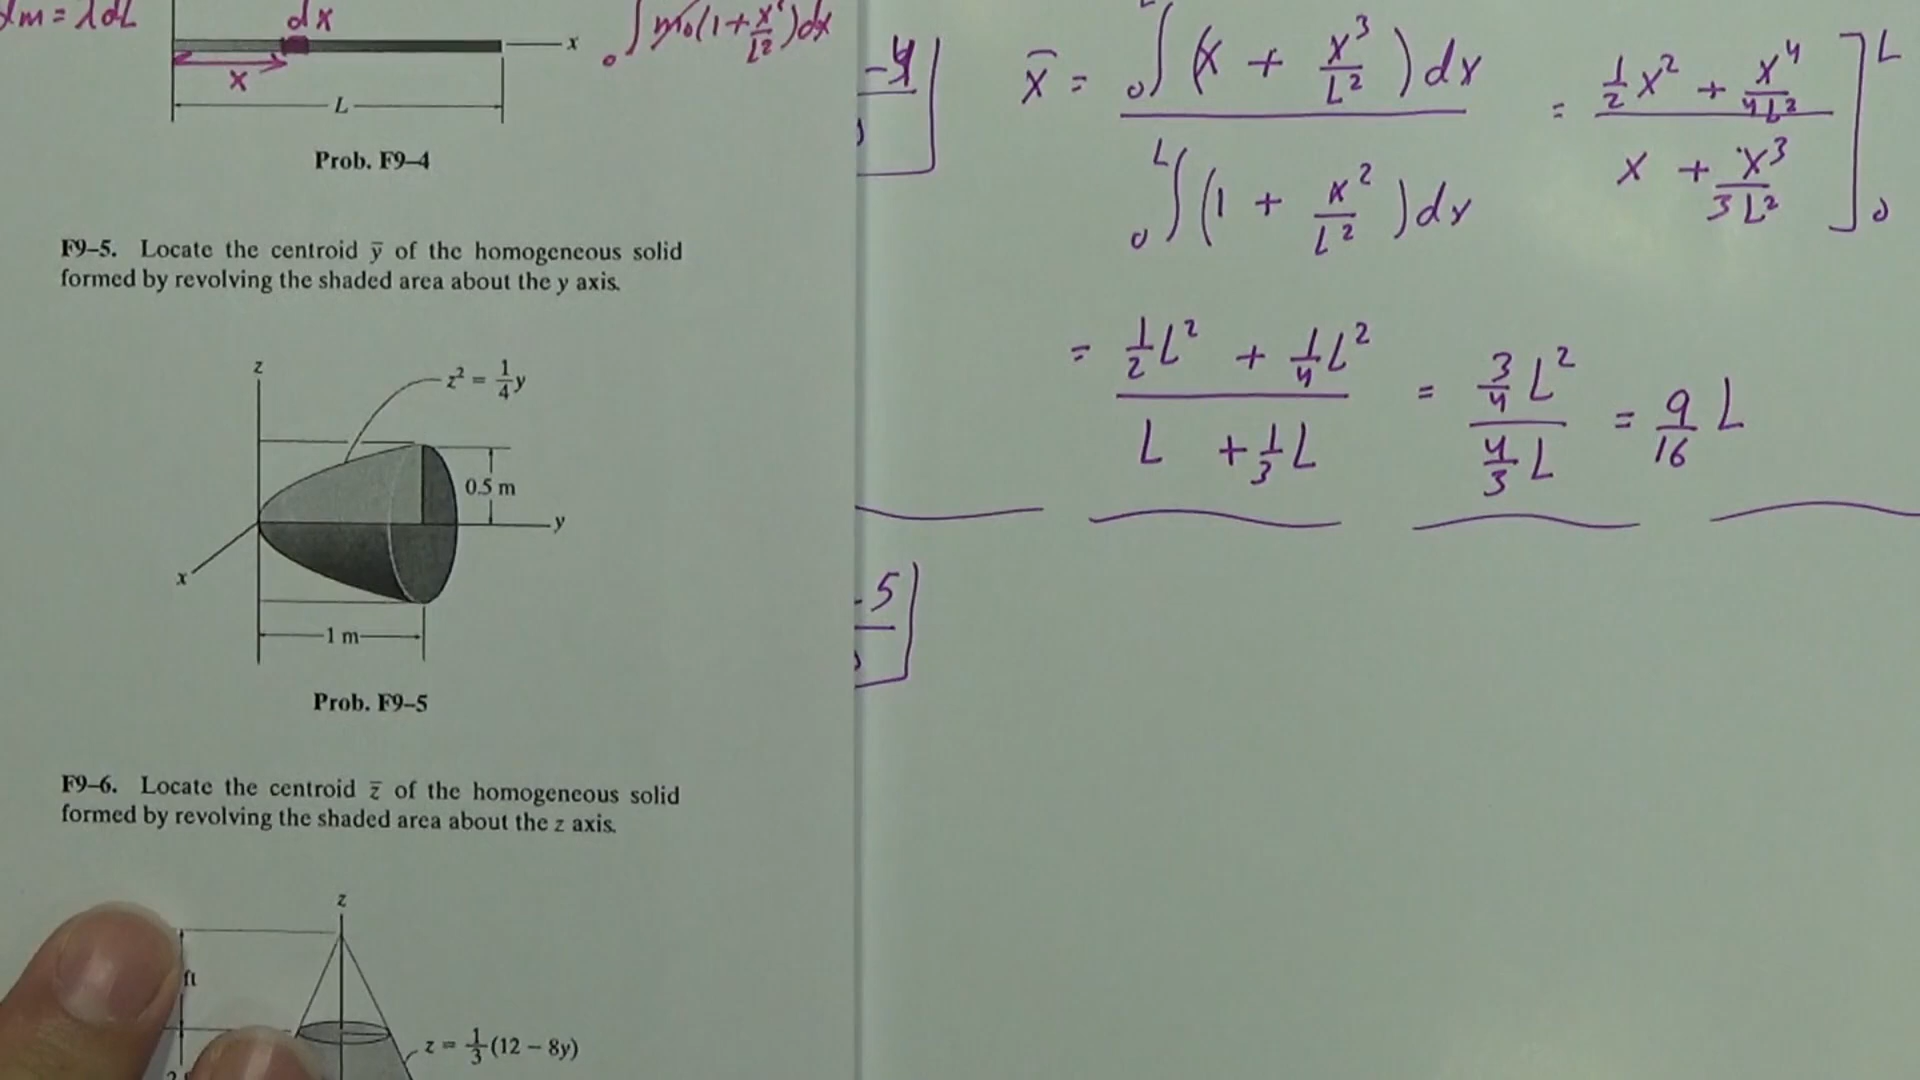 dm = λdL
dx
x
x
L
∫ m₀(1 + x²/L²)dx
0
Prob. F9–4
F9–5. Locate the centroid y̅ of the homogeneous solid
formed by revolving the shaded area about the y axis.
z
z² = 1/4 y
0.5 m
y
x
1 m
Prob. F9–5
F9–6. Locate the centroid z̅ of the homogeneous solid
formed by revolving the shaded area about the z axis.
z
ft
z = 1/3 (12 – 8y)
-4
x̅ = ₀∫ (x + x³/L²) dx / ₀∫ᴸ (1 + x²/L²) dx = (1/2 x² + x⁴/4L²) / (x + x³/3L²) ]₀ᴸ
= (1/2 L² + 1/4 L²) / (L + 1/3 L) = (3/4 L²) / (4/3 L) = 9/16 L
-5